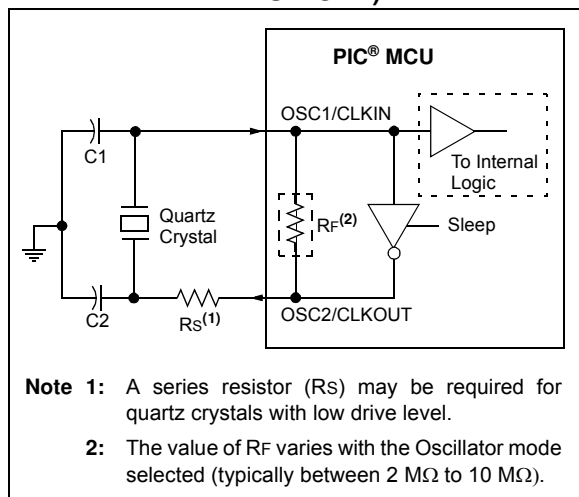 PIC® MCU
OSC1/CLKIN
C1
To Internal
Logic
Quartz
Crystal
RF(2)
Sleep
C2
RS(1)
OSC2/CLKOUT
Note 1: A series resistor (RS) may be required for
quartz crystals with low drive level.
2: The value of RF varies with the Oscillator mode
selected (typically between 2 MΩ to 10 MΩ).